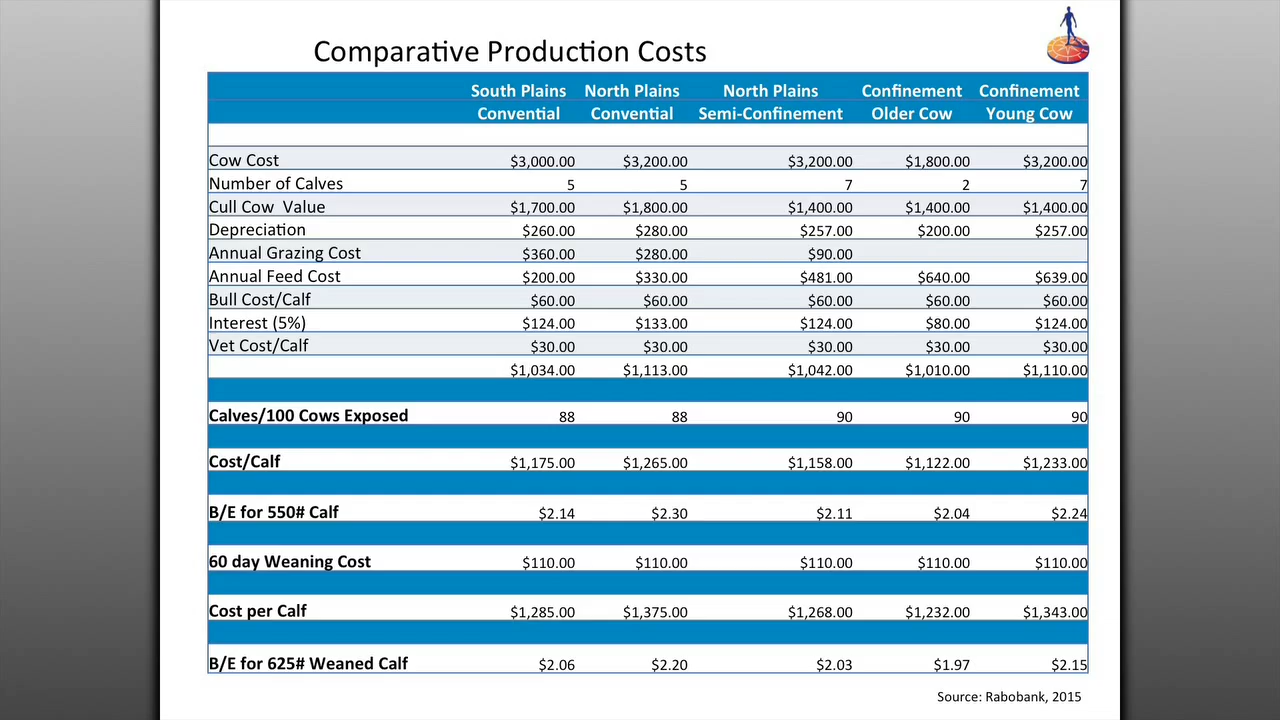 Comparative Production Costs
South Plains North Plains North Plains Confinement Confinement
Convential Convential Semi-Confinement Older Cow Young Cow
Cow Cost $3,000.00 $3,200.00 $3,200.00 $1,800.00 $3,200.00
Number of Calves 5 5 7 2 7
Cull Cow Value $1,700.00 $1,800.00 $1,400.00 $1,400.00 $1,400.00
Depreciation $260.00 $280.00 $257.00 $200.00 $257.00
Annual Grazing Cost $360.00 $280.00 $90.00
Annual Feed Cost $200.00 $330.00 $481.00 $640.00 $639.00
Bull Cost/Calf $60.00 $60.00 $60.00 $60.00 $60.00
Interest (5%) $124.00 $133.00 $124.00 $80.00 $124.00
Vet Cost/Calf $30.00 $30.00 $30.00 $30.00 $30.00
$1,034.00 $1,113.00 $1,042.00 $1,010.00 $1,110.00
Calves/100 Cows Exposed 88 88 90 90 90
Cost/Calf $1,175.00 $1,265.00 $1,158.00 $1,122.00 $1,233.00
B/E for 550# Calf $2.14 $2.30 $2.11 $2.04 $2.24
60 day Weaning Cost $110.00 $110.00 $110.00 $110.00 $110.00
Cost per Calf $1,285.00 $1,375.00 $1,268.00 $1,232.00 $1,343.00
B/E for 625# Weaned Calf $2.06 $2.20 $2.03 $1.97 $2.15
Source: Rabobank, 2015